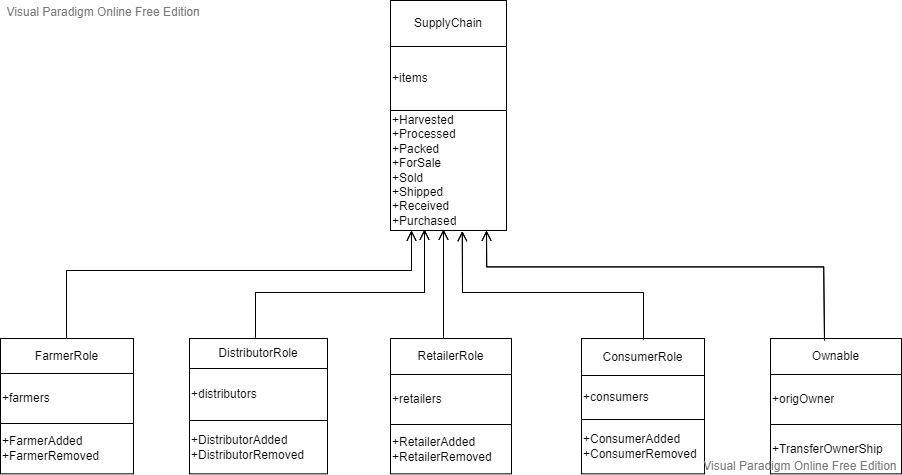 Visual Paradigm Online Free Edition
SupplyChain
+items
+Harvested
+Processed
+Packed
+ForSale
+Sold
+Shipped
+Received
+Purchased
FarmerRole
+farmers
+FarmerAdded
+FarmerRemoved
DistributorRole
+distributors
+DistributorAdded
+DistributorRemoved
RetailerRole
+retailers
+RetailerAdded
+RetailerRemoved
ConsumerRole
+consumers
+ConsumerAdded
+ConsumerRemoved
Ownable
+origOwner
+TransferOwnerShip
Visual Paradigm Online Free Edition